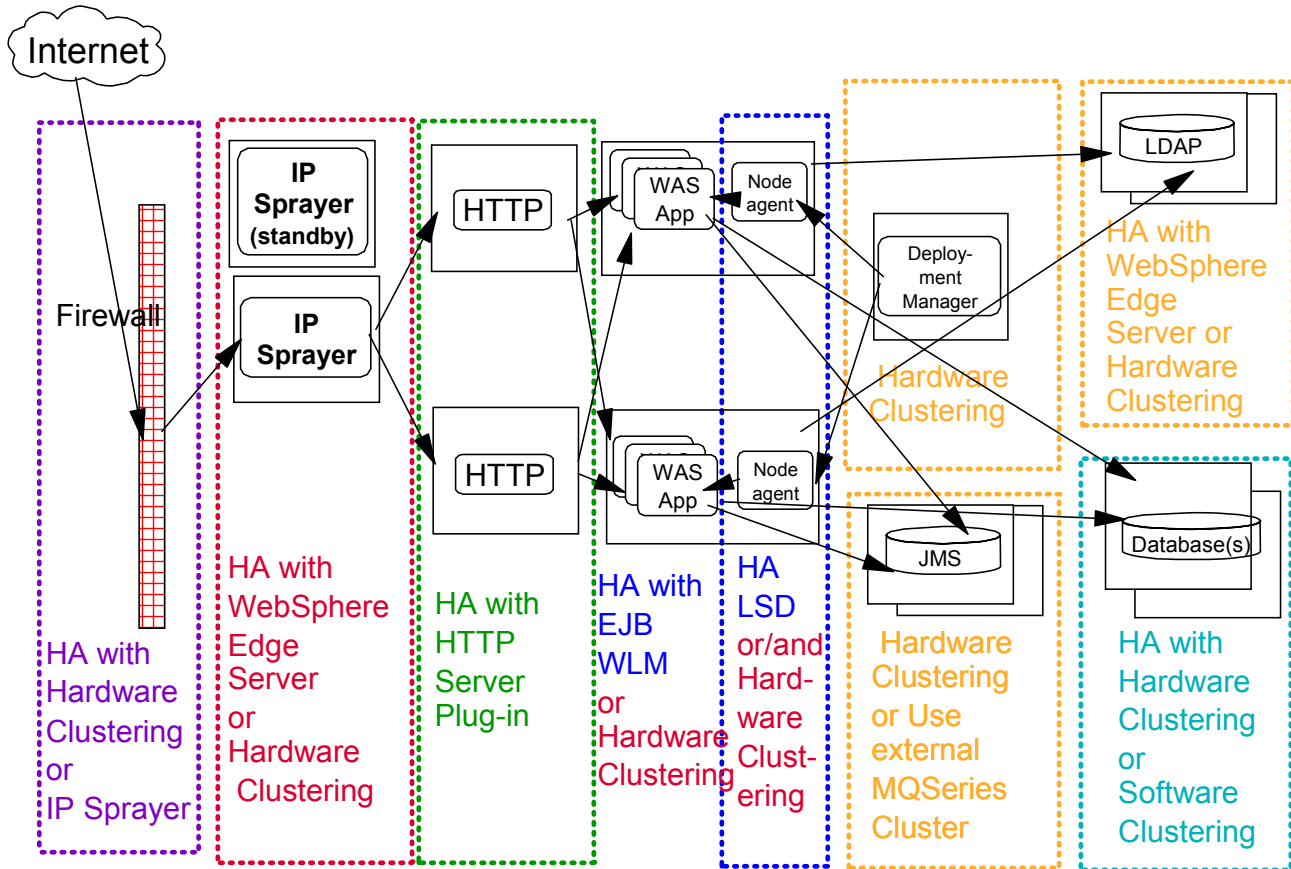 Internet
Firewall
HA with
Hardware
Clustering
or
IP Sprayer
IP
Sprayer
(standby)
IP
Sprayer
HA with
WebSphere
Edge
Server
or
Hardware
Clustering
HTTP
HTTP
HA with
HTTP
Server
Plug-in
WAS
App
WAS
App
HA with
EJB
WLM
or
Hardware
Clustering
Node
agent
Node
agent
HA
LSD
or/and
Hard-
ware
Clust-
ering
Deploy-
ment
Manager
Hardware
Clustering
JMS
Hardware
Clustering
or Use
external
MQSeries
Cluster
LDAP
HA with
WebSphere
Edge
Server or
Hardware
Clustering
Database(s)
HA with
Hardware
Clustering
or
Software
Clustering